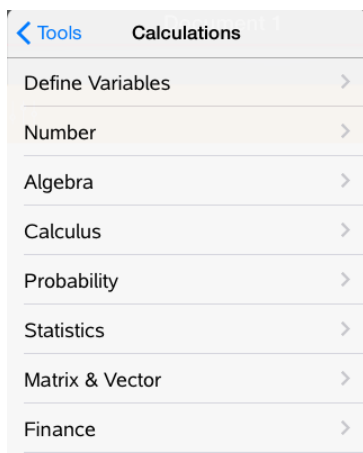 Tools Calculations
Define Variables
Number
Algebra
Calculus
Probability
Statistics
Matrix & Vector
Finance